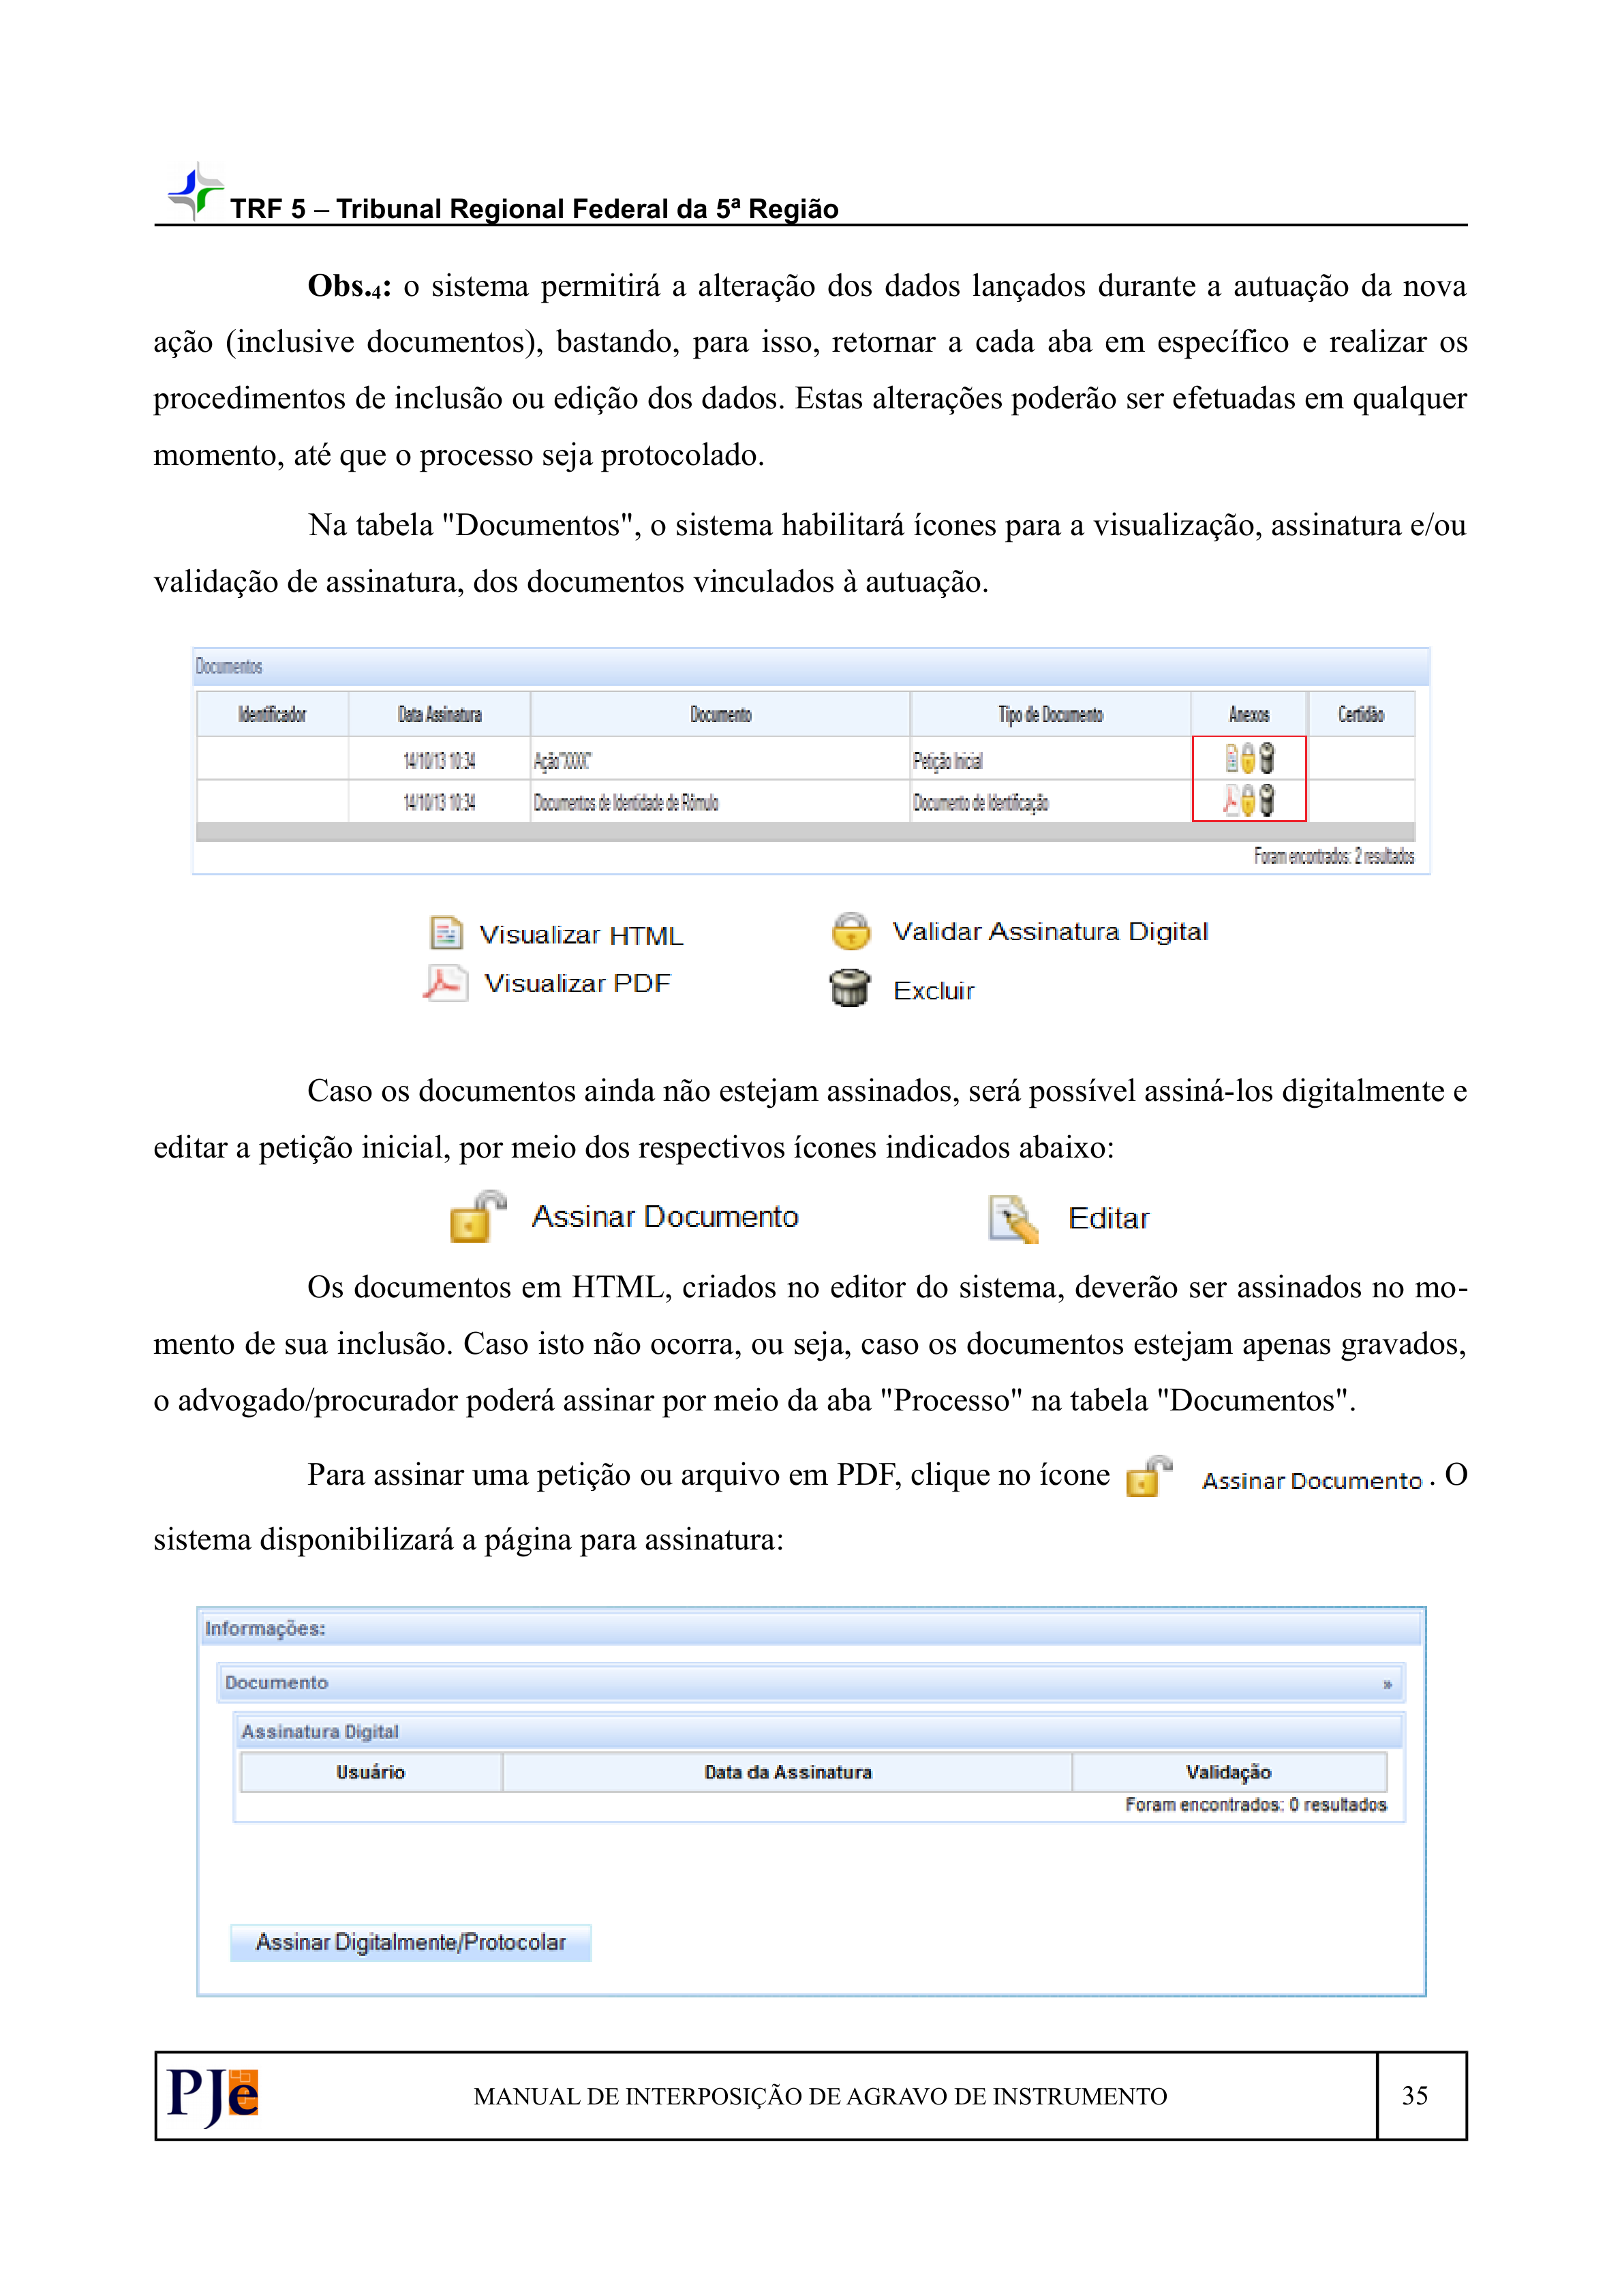 TRF 5 – Tribunal Regional Federal da 5ª Região
Obs.4: o sistema permitirá a alteração dos dados lançados durante a autuação da nova
ação (inclusive documentos), bastando, para isso, retornar a cada aba em específico e realizar os
procedimentos de inclusão ou edição dos dados. Estas alterações poderão ser efetuadas em qualquer
momento, até que o processo seja protocolado.
Na tabela "Documentos", o sistema habilitará ícones para a visualização, assinatura e/ou
validação de assinatura, dos documentos vinculados à autuação.
Documentos
Identificador Data Assinatura Documento Tipo de Documento Anexos Certidão
14/10/13 10:34 Ação"XXXX" Petição Inicial
14/10/13 10:34 Documentos de Identidade de Rômulo Documento de Identificação
Foram encontrados: 2 resultados
Visualizar HTML Validar Assinatura Digital
Visualizar PDF Excluir
Caso os documentos ainda não estejam assinados, será possível assiná-los digitalmente e
editar a petição inicial, por meio dos respectivos ícones indicados abaixo:
Assinar Documento Editar
Os documentos em HTML, criados no editor do sistema, deverão ser assinados no mo-
mento de sua inclusão. Caso isto não ocorra, ou seja, caso os documentos estejam apenas gravados,
o advogado/procurador poderá assinar por meio da aba "Processo" na tabela "Documentos".
Para assinar uma petição ou arquivo em PDF, clique no ícone Assinar Documento . O
sistema disponibilizará a página para assinatura:
Informações:
Documento »
Assinatura Digital
Usuário Data da Assinatura Validação
Foram encontrados: 0 resultados
Assinar Digitalmente/Protocolar
PJe MANUAL DE INTERPOSIÇÃO DE AGRAVO DE INSTRUMENTO 35